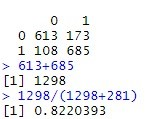 0 1
0 613 173
1 108 685
> 613+685
[1] 1298
> 1298/(1298+281)
[1] 0.8220393